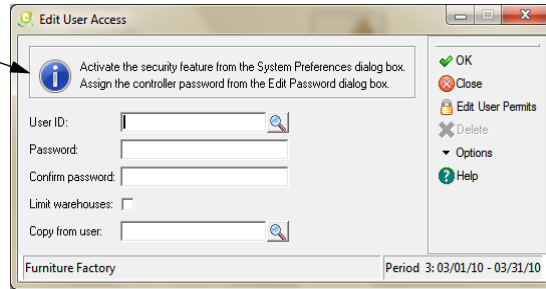 Edit User Access
Activate the security feature from the System Preferences dialog box.
Assign the controller password from the Edit Password dialog box.
User ID:
Password:
Confirm password:
Limit warehouses:
Copy from user:
OK
Close
Edit User Permits
Delete
Options
Help
Furniture Factory
Period 3: 03/01/10 - 03/31/10